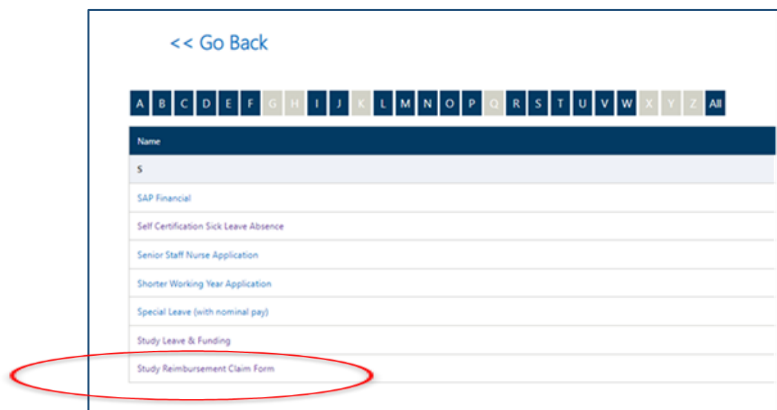 << Go Back
A B C D E F G H I J K L M N O P Q R S T U V W X Y Z All
Name
S
SAP Financial
Self Certification Sick Leave Absence
Senior Staff Nurse Application
Shorter Working Year Application
Special Leave (with nominal pay)
Study Leave & Funding
Study Reimbursement Claim Form